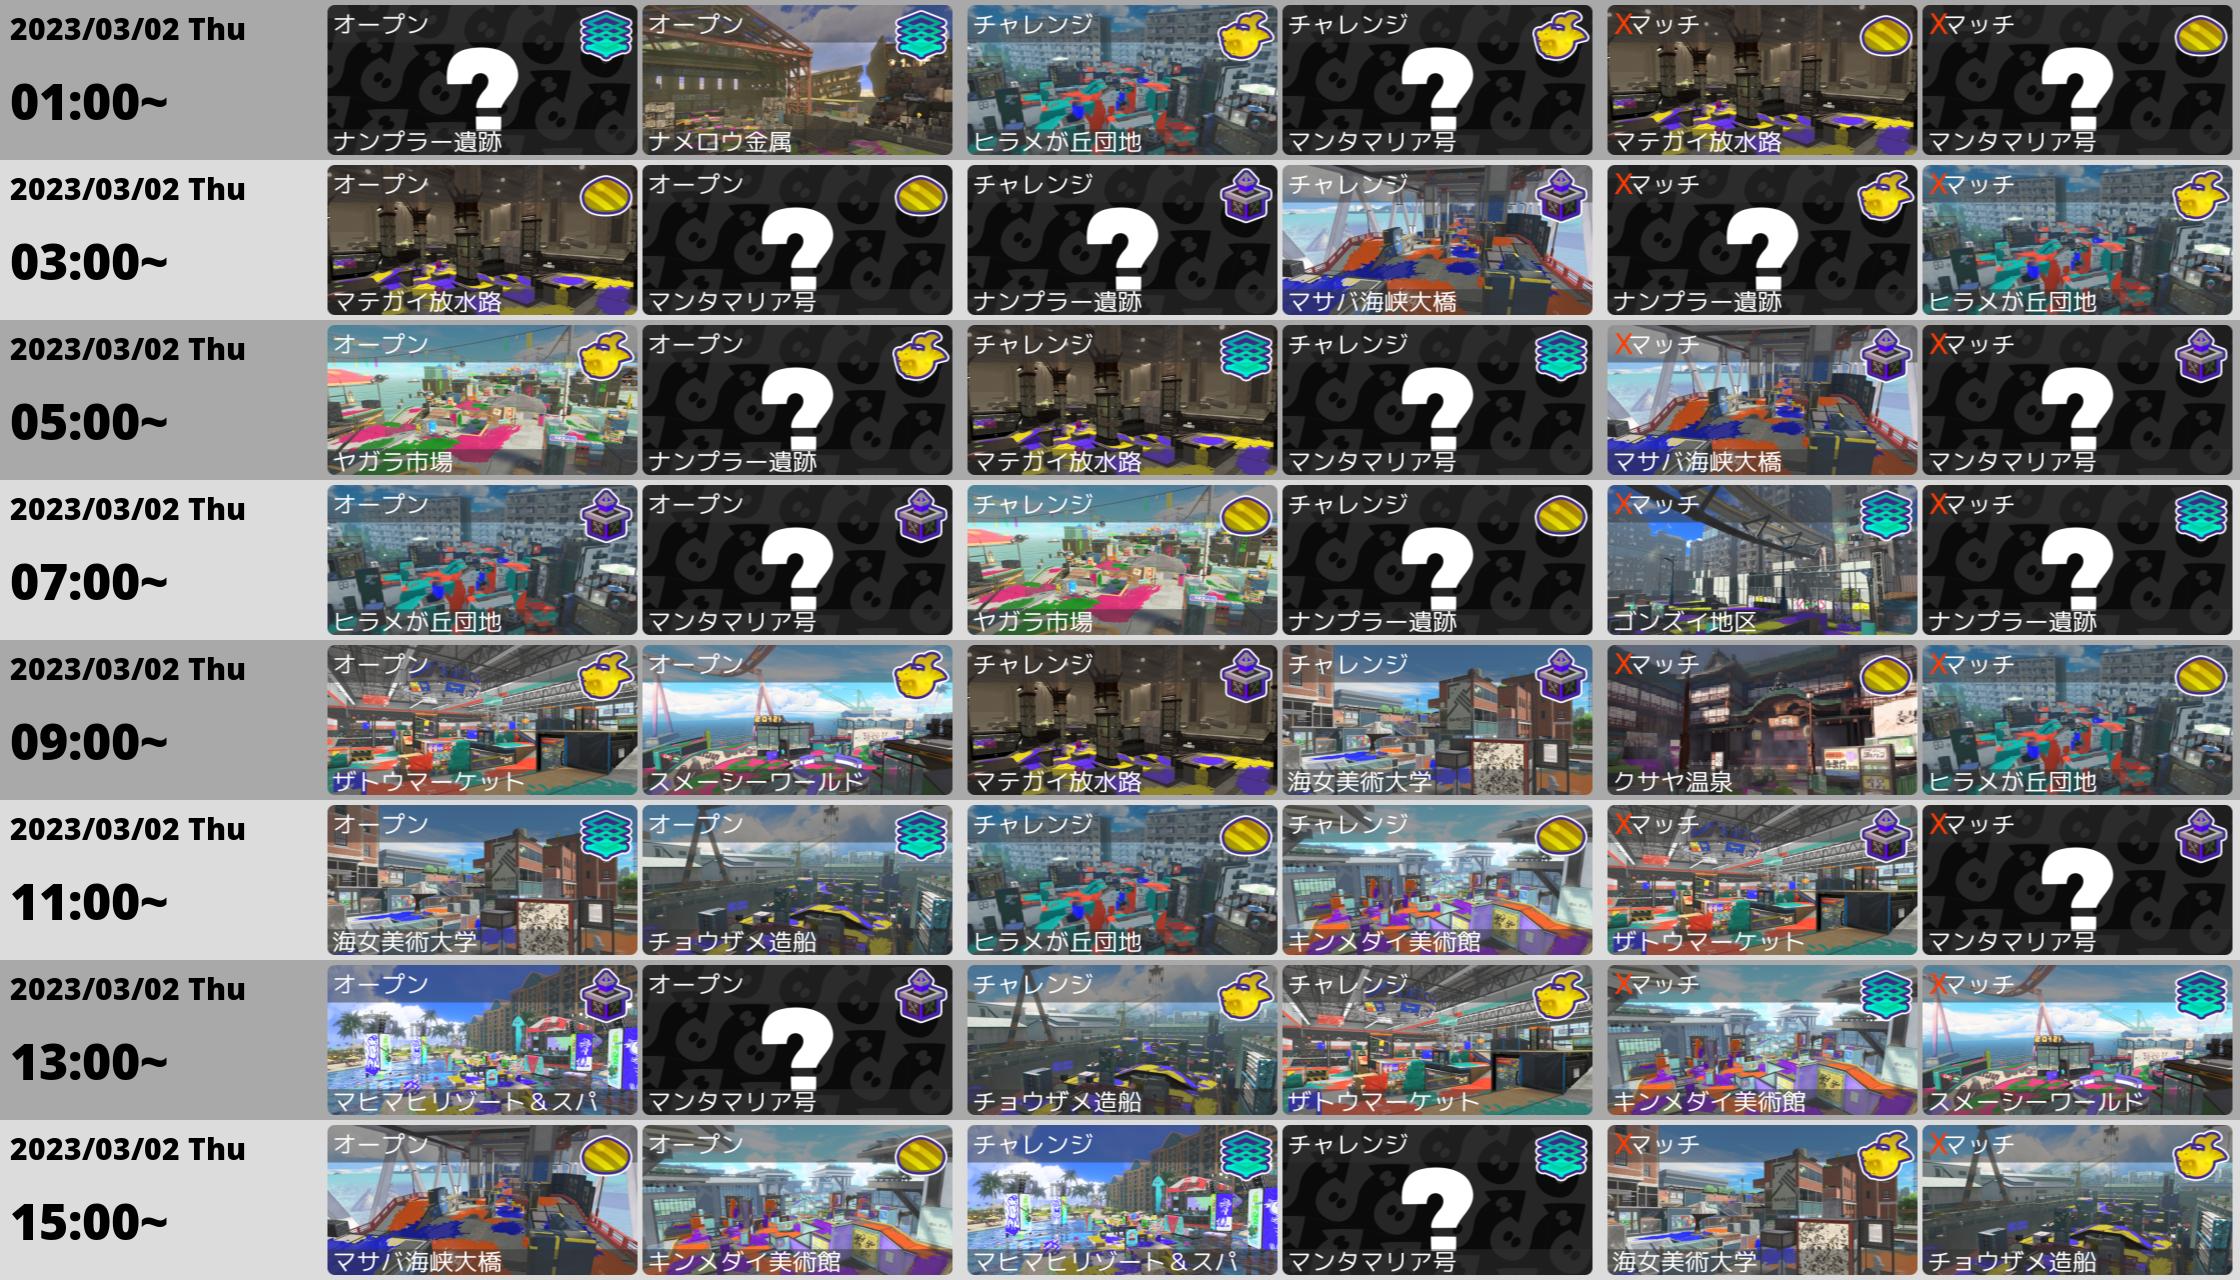 2023/03/02 Thu
01:00~
オープン
ナンプラー遺跡
オープン
ナメロウ金属
チャレンジ
ヒラメが丘団地
チャレンジ
?
マンタマリア号
Xマッチ
マテガイ放水路
Xマッチ
?
マンタマリア号
2023/03/02 Thu
03:00~
オープン
マテガイ放水路
オープン
?
マンタマリア号
チャレンジ
?
ナンプラー遺跡
チャレンジ
マサバ海峡大橋
Xマッチ
?
ナンプラー遺跡
Xマッチ
ヒラメが丘団地
2023/03/02 Thu
05:00~
オープン
ヤガラ市場
オープン
?
ナンプラー遺跡
チャレンジ
マテガイ放水路
チャレンジ
?
マンタマリア号
Xマッチ
マサバ海峡大橋
Xマッチ
?
マンタマリア号
2023/03/02 Thu
07:00~
オープン
ヒラメが丘団地
オープン
?
マンタマリア号
チャレンジ
ヤガラ市場
チャレンジ
?
ナンプラー遺跡
Xマッチ
ゴンズイ地区
Xマッチ
?
ナンプラー遺跡
2023/03/02 Thu
09:00~
オープン
ザトウマーケット
オープン
スメーシーワールド
チャレンジ
マテガイ放水路
チャレンジ
海女美術大学
Xマッチ
クサヤ温泉
Xマッチ
ヒラメが丘団地
2023/03/02 Thu
11:00~
オープン
海女美術大学
オープン
チョウザメ造船
チャレンジ
ヒラメが丘団地
チャレンジ
キンメダイ美術館
Xマッチ
ザトウマーケット
Xマッチ
?
マンタマリア号
2023/03/02 Thu
13:00~
オープン
マヒマヒリゾート＆スパ
オープン
?
マンタマリア号
チャレンジ
チョウザメ造船
チャレンジ
ザトウマーケット
Xマッチ
キンメダイ美術館
Xマッチ
スメーシーワールド
2023/03/02 Thu
15:00~
オープン
マサバ海峡大橋
オープン
キンメダイ美術館
チャレンジ
マヒマヒリゾート＆スパ
チャレンジ
?
マンタマリア号
Xマッチ
海女美術大学
Xマッチ
チョウザメ造船